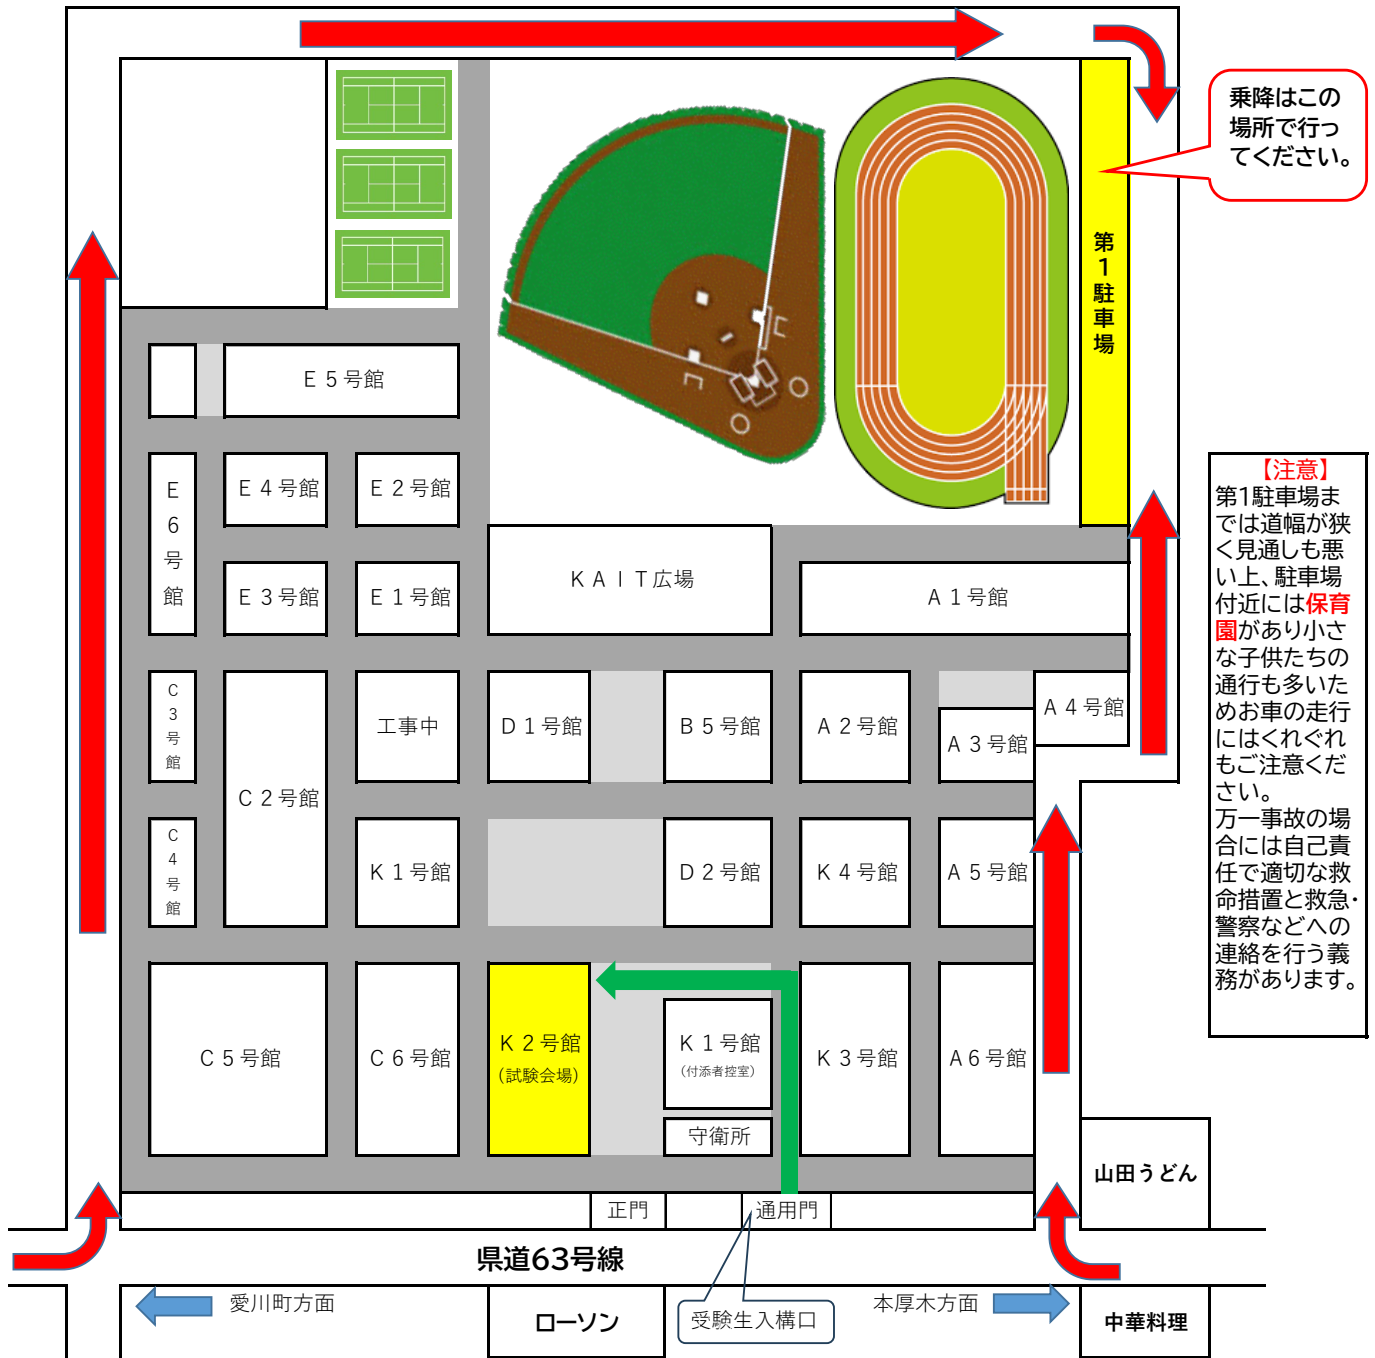 乗降はこの
場所で行っ
てください。
第1駐車場
E5号館
E6号館
E4号館
E2号館
E3号館
E1号館
KAIT広場
A1号館
【注意】
第1駐車場ま
では道幅が狭
く見通しも悪
い上、駐車場
付近には保育
園があり小さ
な子供たちの
通行も多いた
めお車の走行
にはくれぐれ
もご注意くだ
さい。
万一事故の場
合には自己責
任で適切な救
命措置と救急・
警察などへの
連絡を行う義
務があります。
C3号館
C2号館
工事中
D1号館
B5号館
A2号館
A3号館
A4号館
C4号館
K1号館
D2号館
K4号館
A5号館
C5号館
C6号館
K2号館
(試験会場)
K1号館
(付添者控室)
守衛所
K3号館
A6号館
山田うどん
正門
通用門
県道63号線
愛川町方面
ローソン
受験生入構口
本厚木方面
中華料理